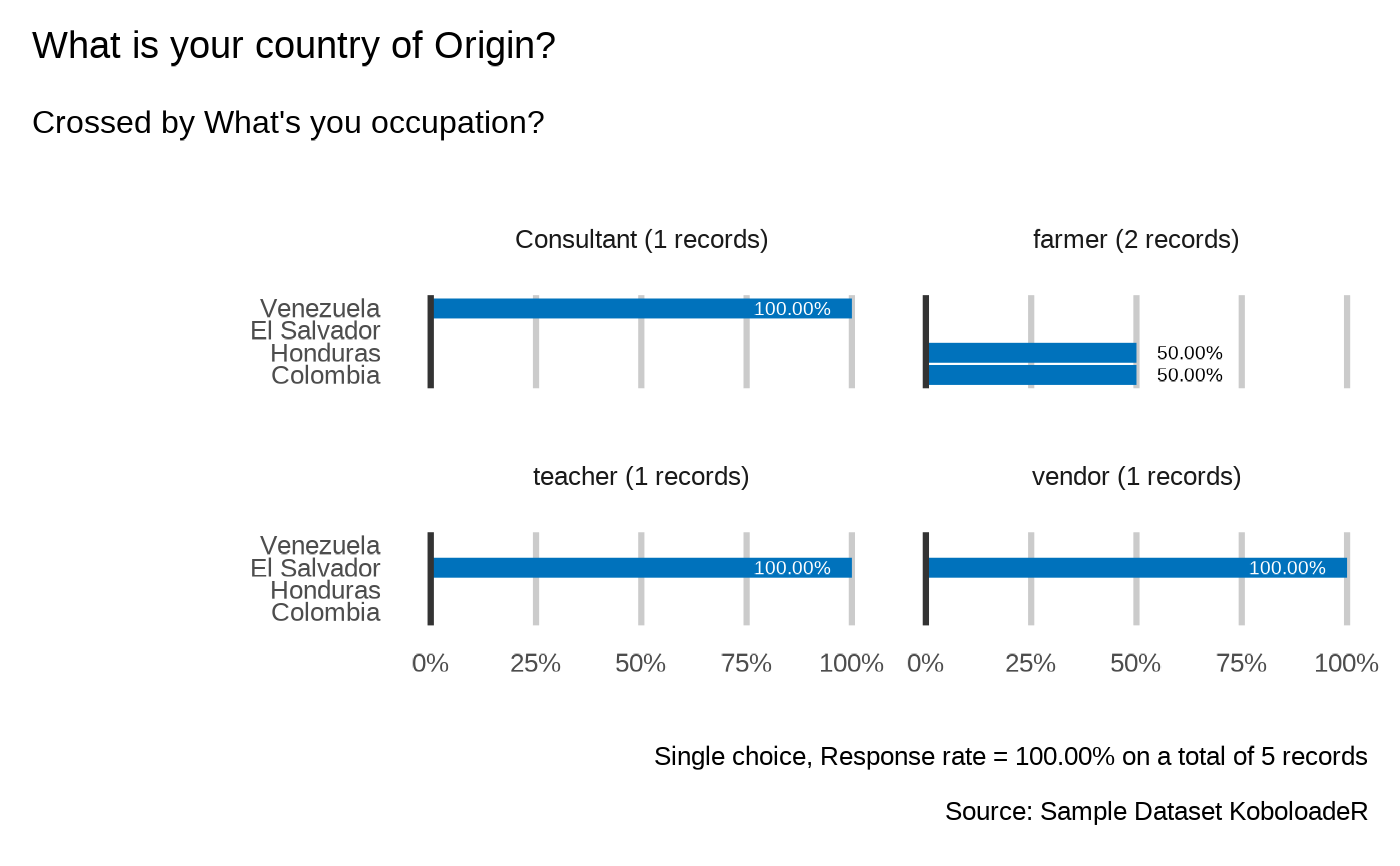 What is your country of Origin?
Crossed by What's you occupation?
Consultant (1 records)
farmer (2 records)
Venezuela
100.00%
El Salvador
Honduras
50.00%
Colombia
50.00%
teacher (1 records)
vendor (1 records)
Venezuela
El Salvador
100.00%
100.00%
Honduras
Colombia
0% 25% 50% 75% 100%
0% 25% 50% 75% 100%
Single choice, Response rate = 100.00% on a total of 5 records
Source: Sample Dataset KoboloadeR